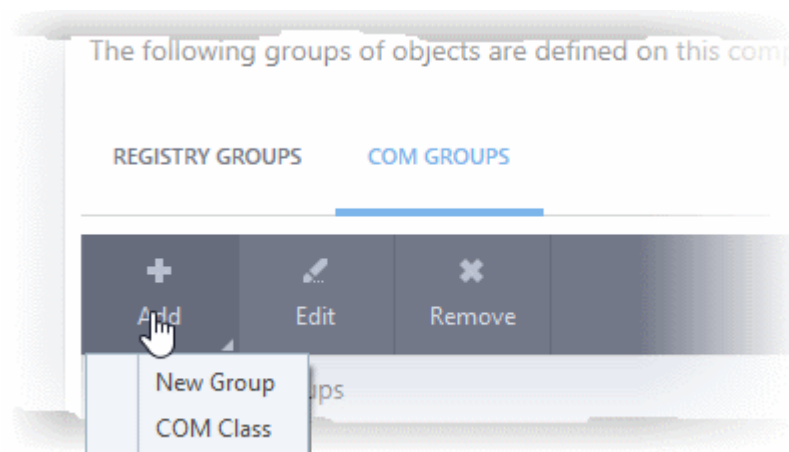 The following groups of objects are defined on this com
REGISTRY GROUPS COM GROUPS
Add Edit Remove
New Group
ups
COM Class